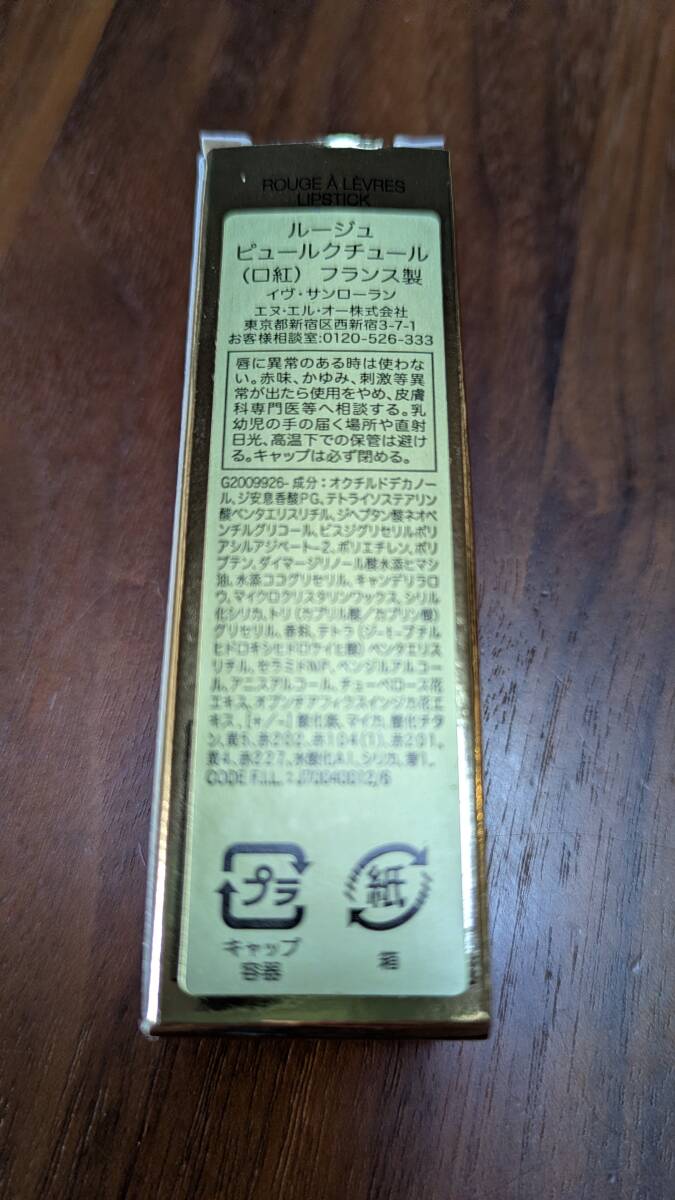 ROUGE À LÈVRES
LIPSTICK
ルージュ
ピュールクチュール
(口紅) フランス製
イヴ・サンローラン
エヌ・エル・オー株式会社
東京都新宿区西新宿3-7-1
お客様相談室:0120-526-333
唇に異常のある時は使わな
い。赤味、かゆみ、刺激等異
常が出たら使用をやめ、皮膚
科専門医等へ相談する。乳
幼児の手の届く場所や直射
日光、高温下での保管は避け
る。キャップは必ず閉める。
G2009926- 成分:オクチルドデカノー
ル、ジ安息香酸PG、テトライソステアリン
酸ペンタエリスリチル、ジヘプタン酸ネオペ
ンチルグリコール、ビスジグリセリルポリ
アシルアジペート-2、ポリエチレン、ポリ
ブテン、ダイマージリノール酸水添ヒマシ
油、水添ココグリセリル、キャンデリラロ
ウ、マイクロクリスタリンワックス、シリル
化シリカ、トリ(カプリル酸/カプリン酸)
グリセリル、香料、テトラ(ジ-t-ブチル
ヒドロキシヒドロケイヒ酸)ペンタエリス
リチル、セラミドNP、ベンジルアルコー
ル、アニスアルコール、チューベロース花
エキス、オプンチアフィクスインジカ花エ
キス、[+/-]酸化鉄、マイカ、酸化チタ
ン、黄5、赤202、赤104(1)、赤201、
黄4、赤227、水酸化Al、シリカ、青1。
CODE F.I.L. :
プラ
キャップ
容器
紙
箱